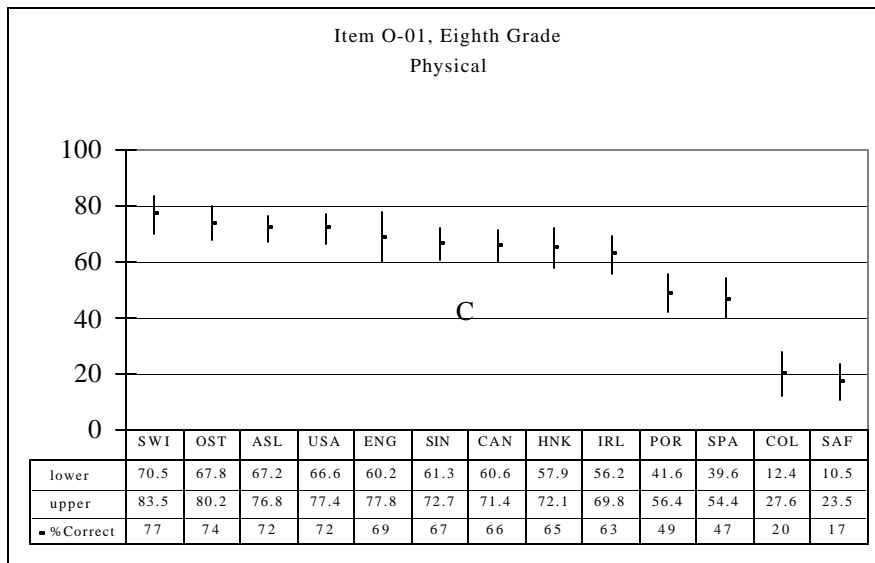 Item O-01, Eighth Grade
Physical
100
80
60
40
20
0
C
SWI OST ASL USA ENG SIN CAN HNK IRL POR SPA COL SAF
lower 70.5 67.8 67.2 66.6 60.2 61.3 60.6 57.9 56.2 41.6 39.6 12.4 10.5
upper 83.5 80.2 76.8 77.4 77.8 72.7 71.4 72.1 69.8 56.4 54.4 27.6 23.5
%Correct 77 74 72 72 69 67 66 65 63 49 47 20 17